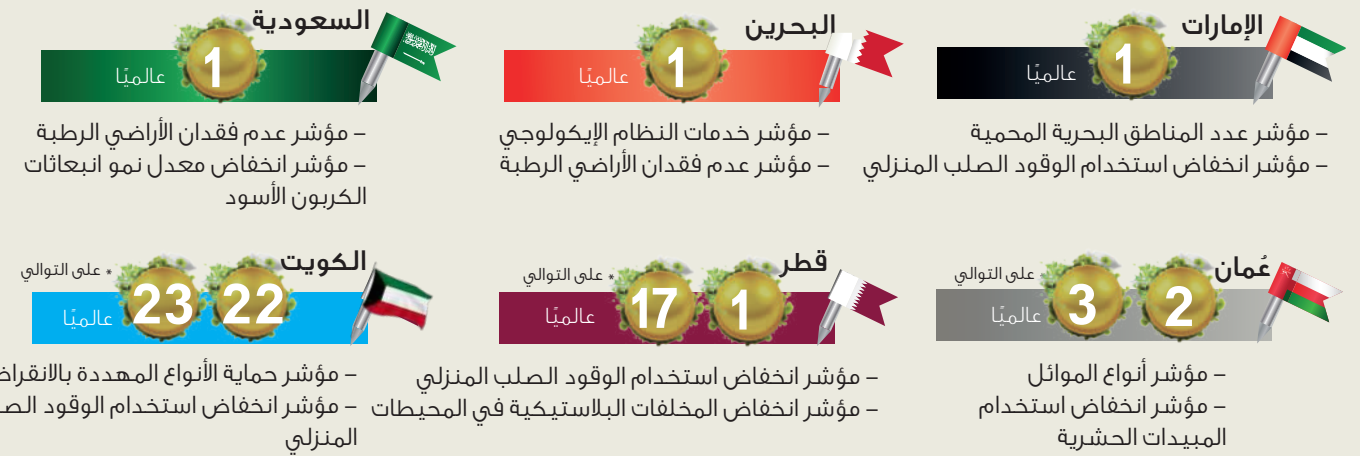 الإمارات
1
عالميًا
– مؤشر عدد المناطق البحرية المحمية
– مؤشر انخفاض استخدام الوقود الصلب المنزلي
البحرين
1
عالميًا
– مؤشر خدمات النظام الإيكولوجي
– مؤشر عدم فقدان الأراضي الرطبة
السعودية
1
عالميًا
– مؤشر عدم فقدان الأراضي الرطبة
– مؤشر انخفاض معدل نمو انبعاثات
الكربون الأسود
عُمان
* على التوالي
2 3
عالميًا
– مؤشر أنواع الموائل
– مؤشر انخفاض استخدام
المبيدات الحشرية
قطر
* على التوالي
1 17
عالميًا
– مؤشر انخفاض استخدام الوقود الصلب المنزلي
– مؤشر انخفاض المخلفات البلاستيكية في المحيطات
الكويت
* على التوالي
22 23
عالميًا
– مؤشر حماية الأنواع المهددة
– مؤشر انخفاض استخدام الوقود
المنزلي